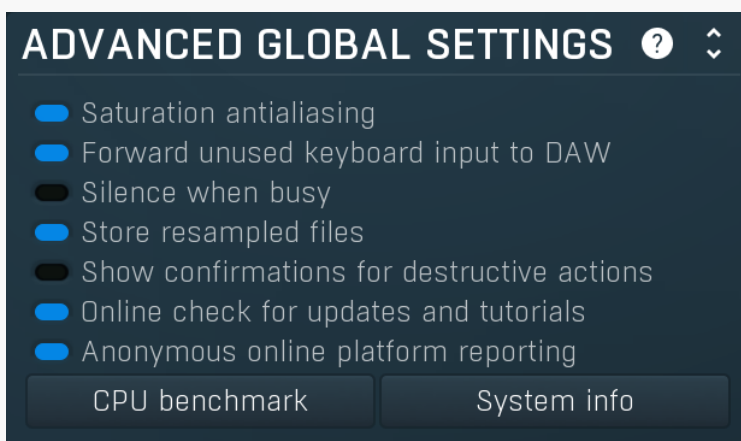 ADVANCED GLOBAL SETTINGS ?
Saturation antialiasing
Forward unused keyboard input to DAW
Silence when busy
Store resampled files
Show confirmations for destructive actions
Online check for updates and tutorials
Anonymous online platform reporting
CPU benchmark System info